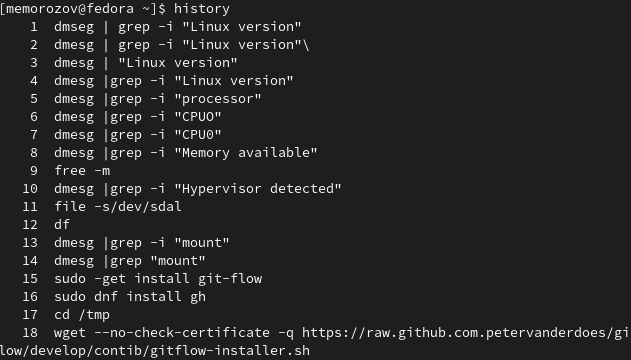 [memorozov@fedora ~]$ history
1 dmseg | grep -i "Linux version"
2 dmesg | grep -i "Linux version"\
3 dmesg | "Linux version"
4 dmesg |grep -i "Linux version"
5 dmesg |grep -i "processor"
6 dmesg |grep -i "CPUO"
7 dmesg |grep -i "CPU0"
8 dmesg |grep -i "Memory available"
9 free -m
10 dmesg |grep -i "Hypervisor detected"
11 file -s/dev/sdal
12 df
13 dmesg |grep -i "mount"
14 dmesg |grep "mount"
15 sudo -get install git-flow
16 sudo dnf install gh
17 cd /tmp
18 wget --no-check-certificate -q https://raw.github.com.petervanderdoes/gi
low/develop/contib/gitflow-installer.sh